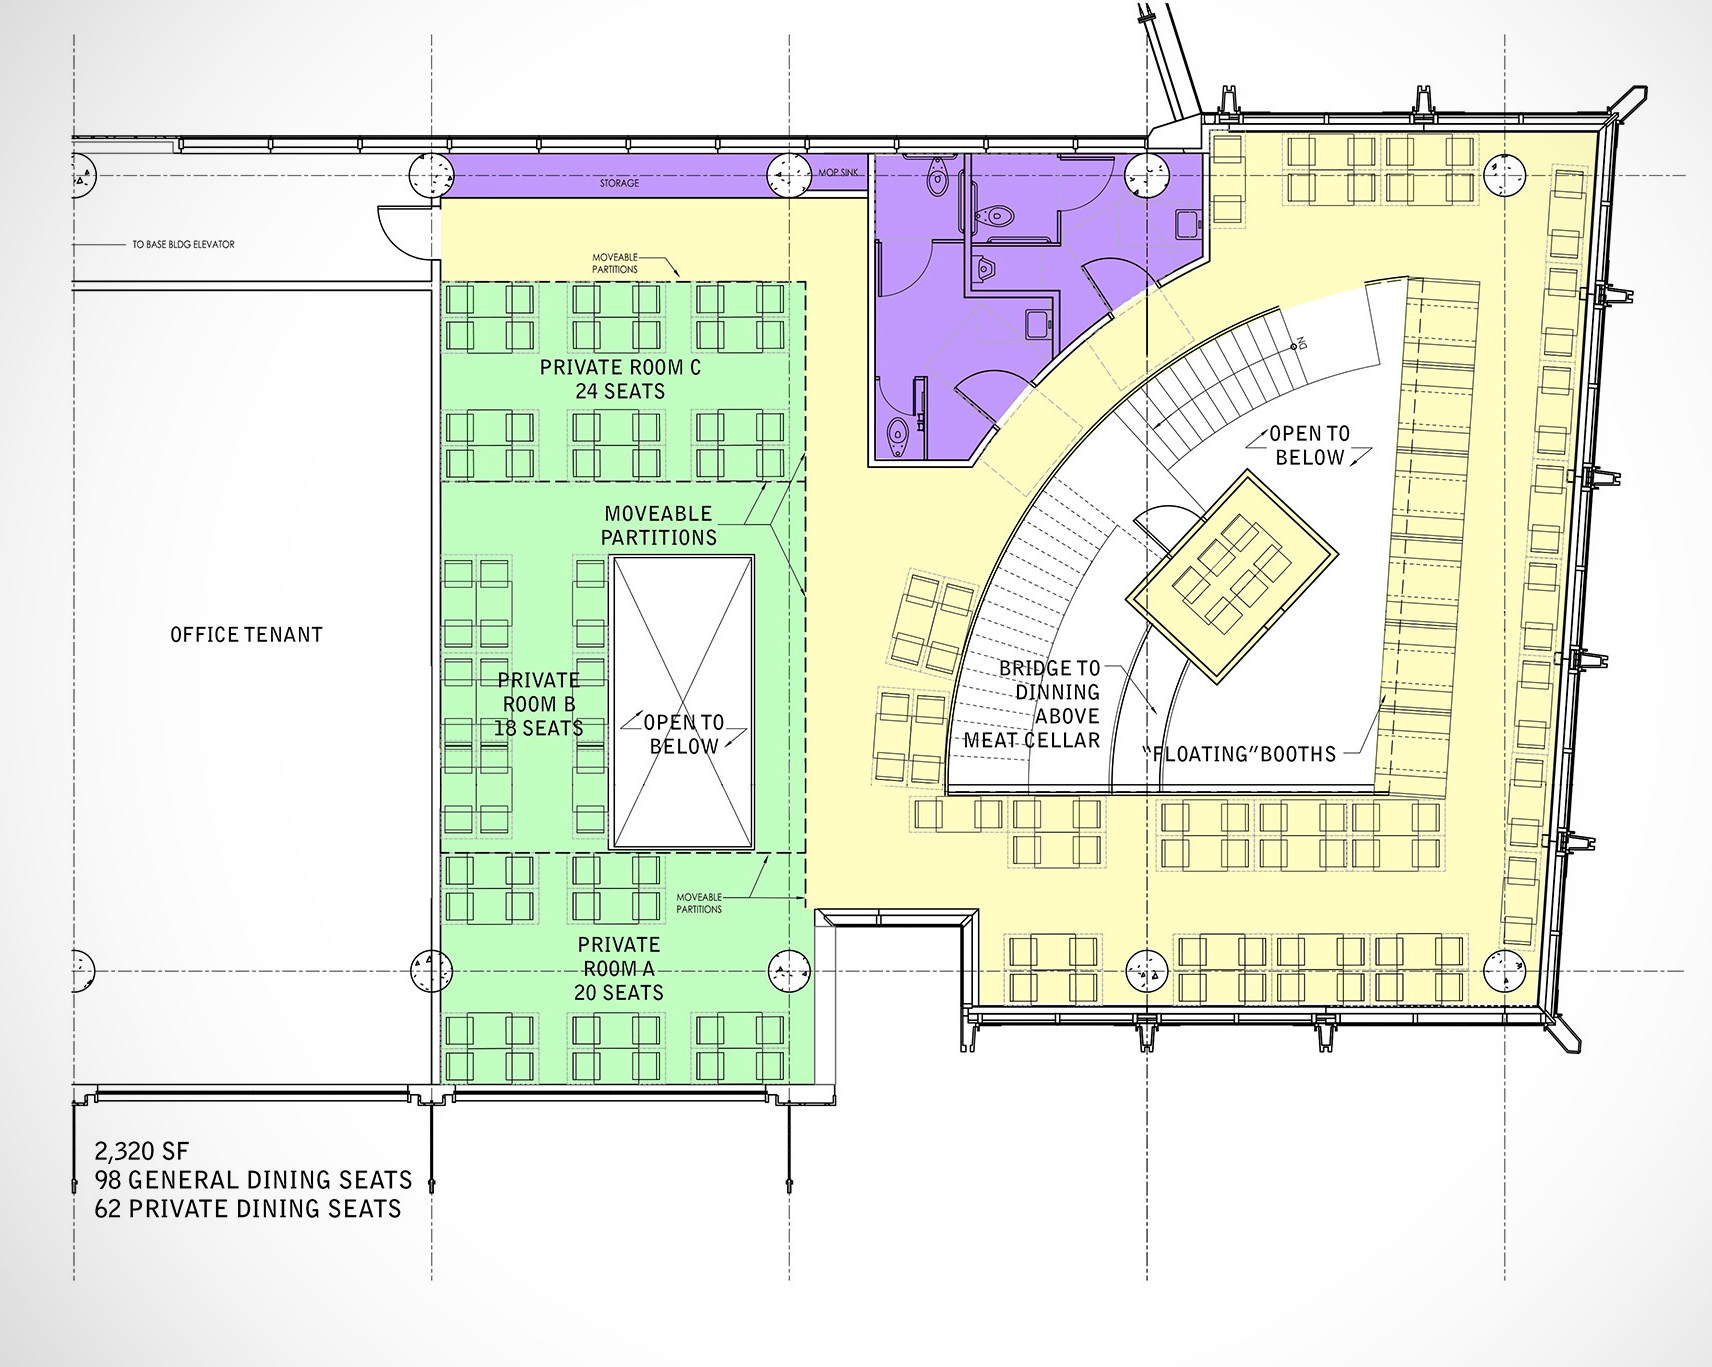 STORAGE
MOP SINK
TO BASE BLDG ELEVATOR
MOVEABLE
PARTITIONS
PRIVATE ROOM C
24 SEATS
DN
OPEN TO
BELOW
MOVEABLE
PARTITIONS
OFFICE TENANT
PRIVATE
ROOM B
18 SEATS
OPEN TO
BELOW
BRIDGE TO
DINNING
ABOVE
MEAT CELLAR
"FLOATING" BOOTHS
MOVEABLE
PARTITIONS
PRIVATE
ROOM A
20 SEATS
2,320 SF
98 GENERAL DINING SEATS
62 PRIVATE DINING SEATS